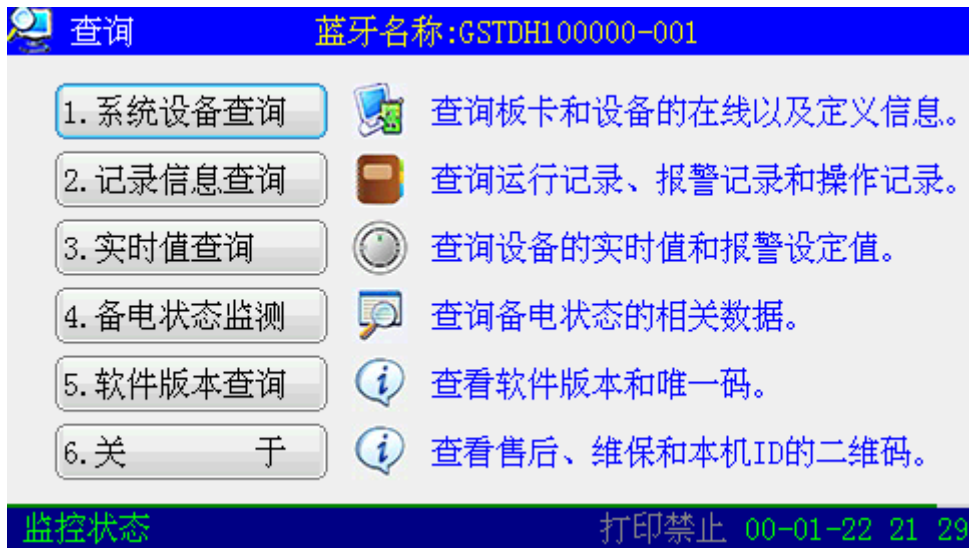 查询 蓝牙名称:GSTDH100000-001
1.系统设备查询 查询板卡和设备的在线以及定义信息。
2.记录信息查询 查询运行记录、报警记录和操作记录。
3.实时值查询 查询设备的实时值和报警设定值。
4.备电状态监测 查询备电状态的相关数据。
5.软件版本查询 查看软件版本和唯一码。
6.关 于 查看售后、维保和本机ID的二维码。
监控状态 打印禁止 00-01-22 21 29